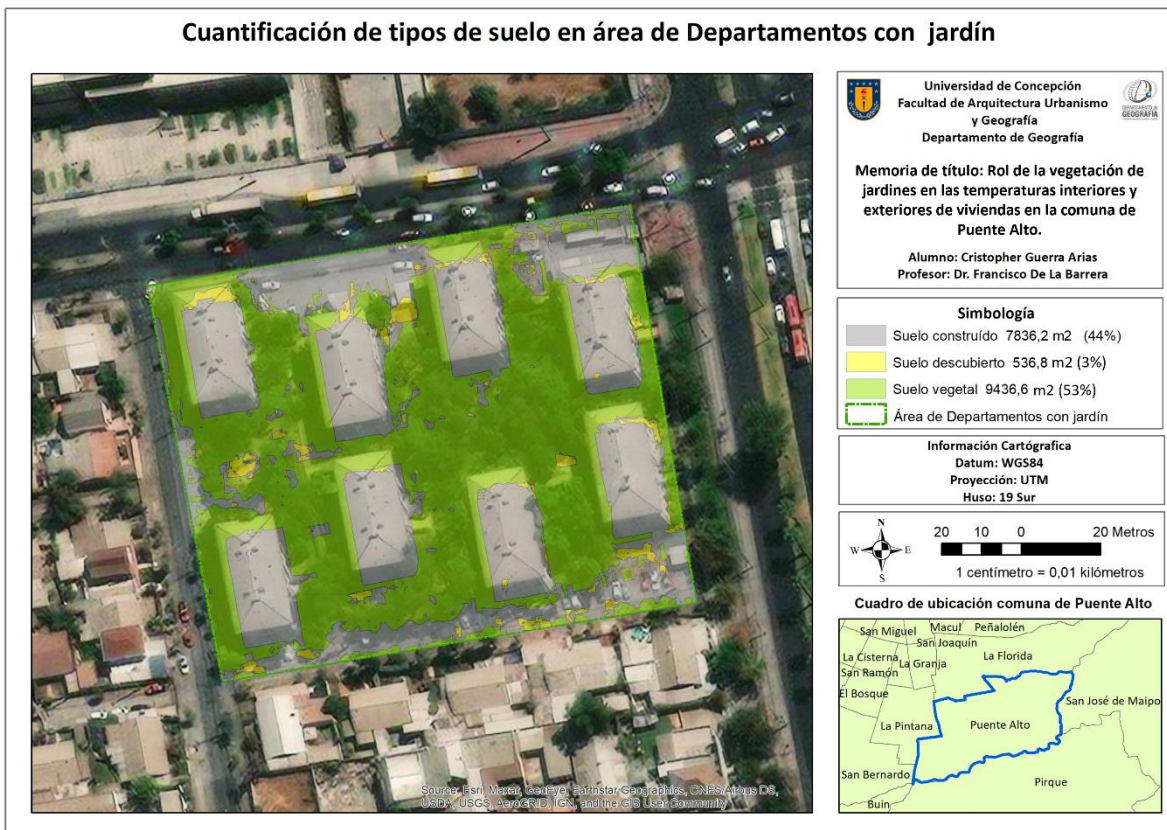 Cuantificación de tipos de suelo en área de Departamentos con jardín
Universidad de Concepción
Facultad de Arquitectura Urbanismo
y Geografía
Departamento de Geografía
DEPARTAMENTO DE
GEOGRAFÍA
Memoria de título: Rol de la vegetación de
jardines en las temperaturas interiores y
exteriores de viviendas en la comuna de
Puente Alto.
Alumno: Cristopher Guerra Arias
Profesor: Dr. Francisco De La Barrera
Simbología
Suelo construído 7836,2 m2 (44%)
Suelo descubierto 536,8 m2 (3%)
Suelo vegetal 9436,6 m2 (53%)
Área de Departamentos con jardín
Información Cartógrafica
Datum: WGS84
Proyección: UTM
Huso: 19 Sur
N
W E
S
20 10 0 20 Metros
1 centímetro = 0,01 kilómetros
Cuadro de ubicación comuna de Puente Alto
San Miguel
Macul
Peñalolén
San Joaquín
La Cisterna
La Granja
La Florida
San Ramón
El Bosque
San José de Maipo
La Pintana
Puente Alto
San Bernardo
Pirque
Buin
Source: Esri, Maxar, GeoEye, Earthstar Geographics, CNES/Airbus DS,
USDA, USGS, AeroGRID, IGN, and the GIS User Community